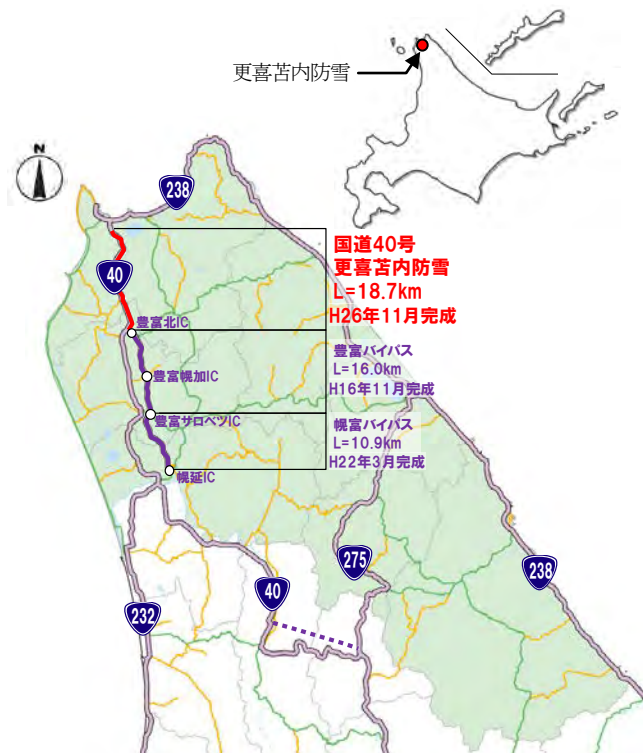 更喜苫内防雪
N
238
40
国道40号
更喜苫内防雪
L=18.7km
H26年11月完成
豊富北IC
豊富幌加IC
豊富バイパス
L=16.0km
H16年11月完成
豊富サロベツIC
幌富バイパス
L=10.9km
H22年3月完成
幌延IC
275
238
40
232